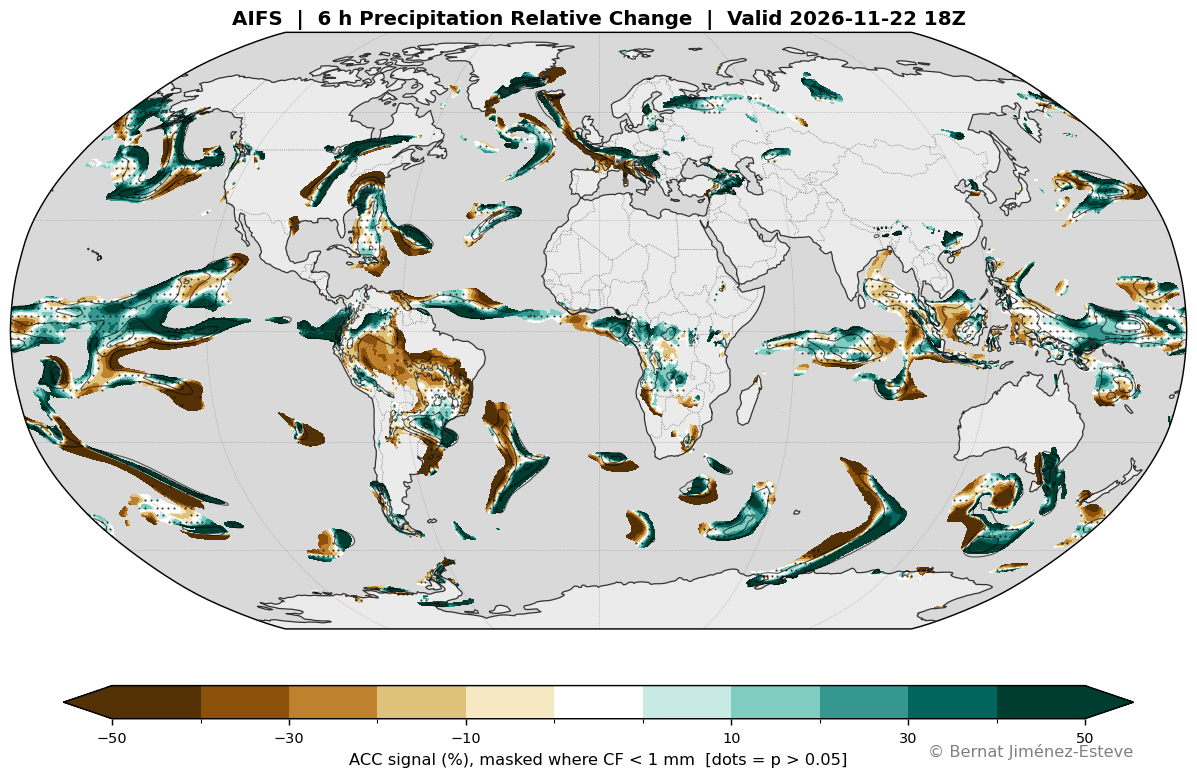 AIFS | 6 h Precipitation Relative Change | Valid 2026-11-22 18Z
−50 −30 −10 10 30 50
© Bernat Jiménez-Esteve
ACC signal (%), masked where CF < 1 mm [dots = p > 0.05]